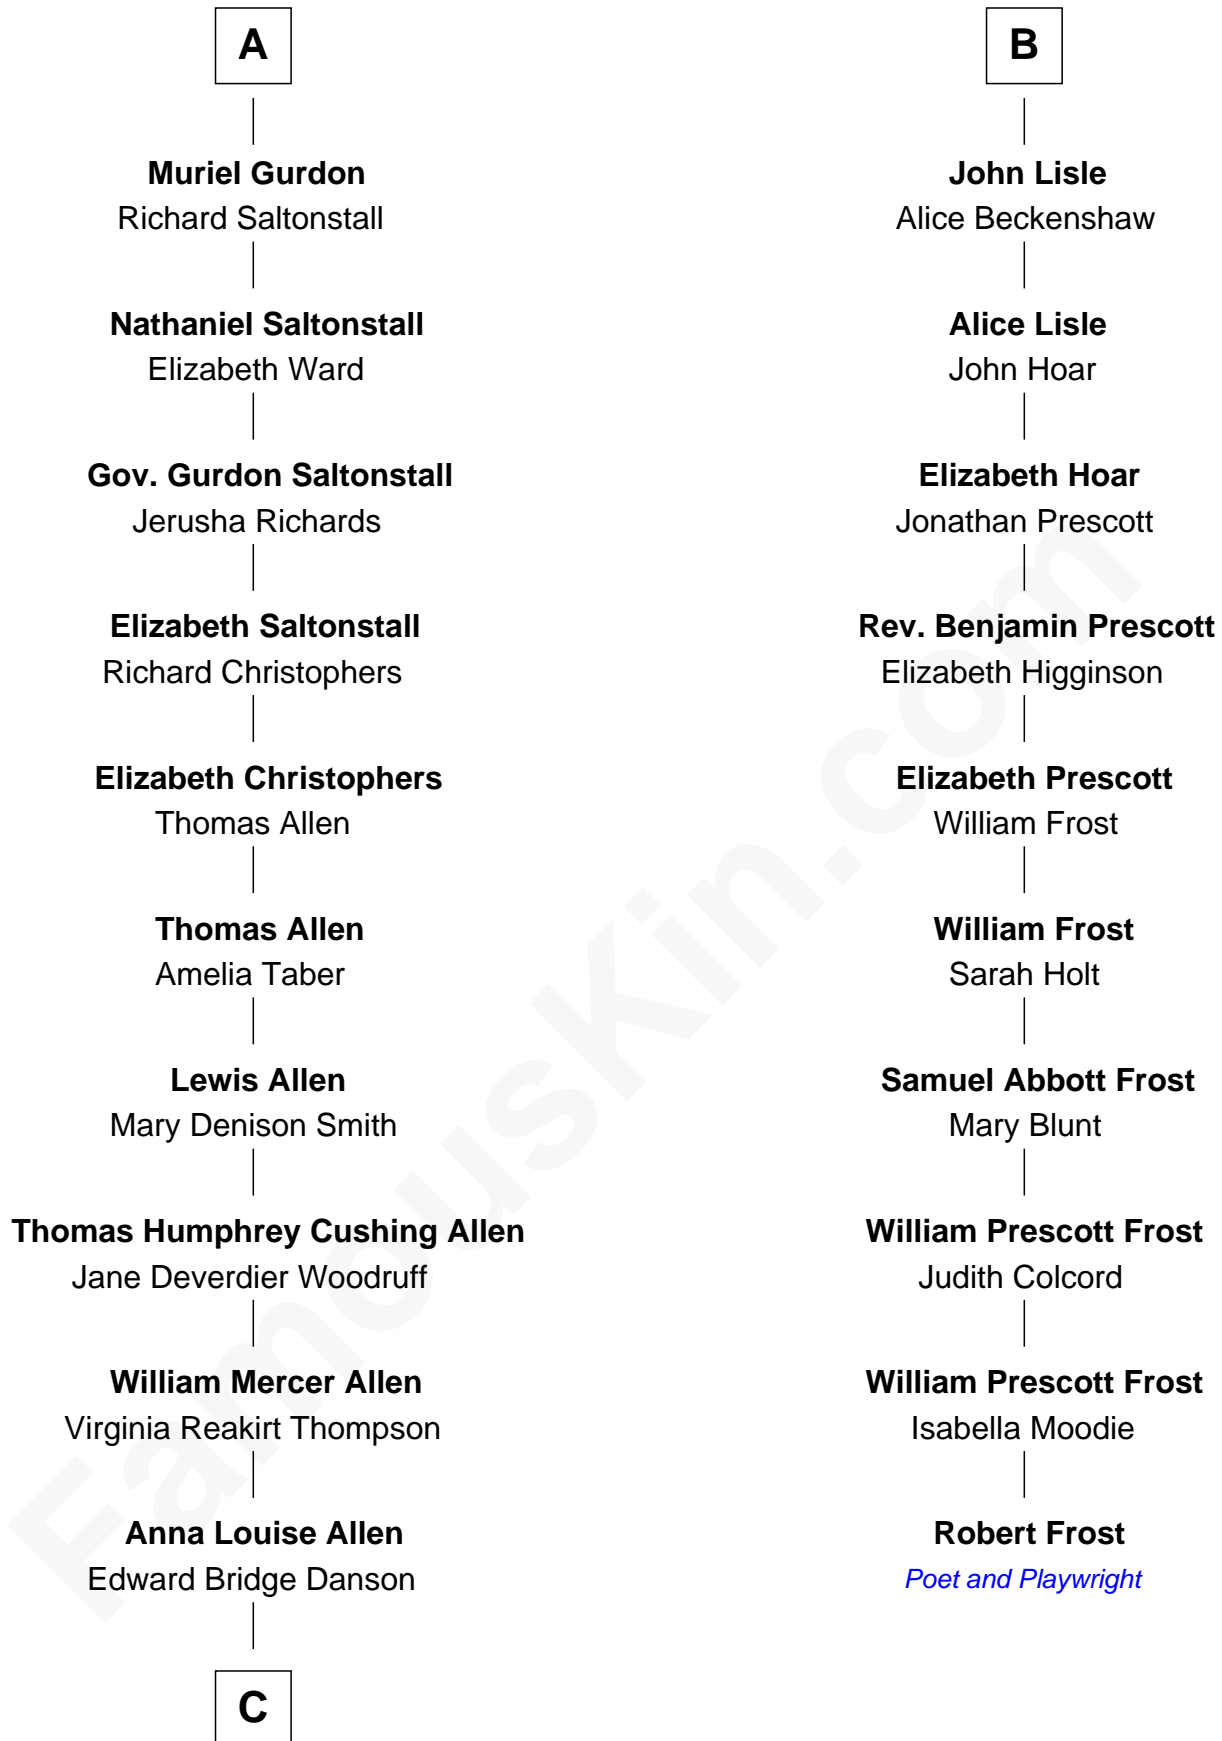 A
Muriel Gurdon
Richard Saltonstall
Nathaniel Saltonstall
Elizabeth Ward
Gov. Gurdon Saltonstall
Jerusha Richards
Elizabeth Saltonstall
Richard Christophers
Elizabeth Christophers
Thomas Allen
Thomas Allen
Amelia Taber
Lewis Allen
Mary Denison Smith
Thomas Humphrey Cushing Allen
Jane Deverdier Woodruff
William Mercer Allen
Virginia Reakirt Thompson
Anna Louise Allen
Edward Bridge Danson
C
B
John Lisle
Alice Beckenshaw
Alice Lisle
John Hoar
Elizabeth Hoar
Jonathan Prescott
Rev. Benjamin Prescott
Elizabeth Higginson
Elizabeth Prescott
William Frost
William Frost
Sarah Holt
Samuel Abbott Frost
Mary Blunt
William Prescott Frost
Judith Colcord
William Prescott Frost
Isabella Moodie
Robert Frost
Poet and Playwright
FamousKin.com